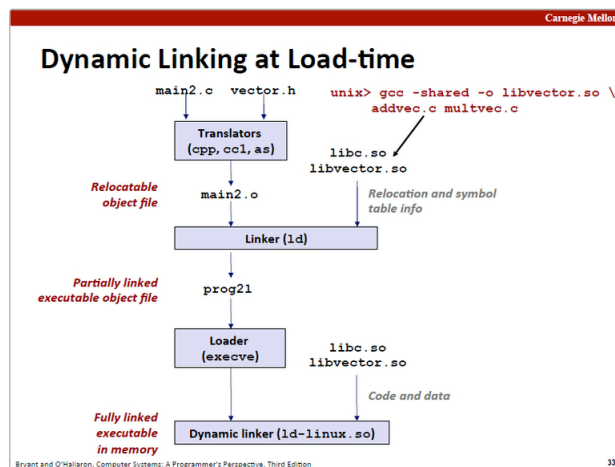 Carnegie Mellon
Dynamic Linking at Load-time
main2.c vector.h
unix> gcc -shared -o libvector.so \
addvec.c multvec.c
Translators
(cpp, cc1, as)
libc.so
libvector.so
Relocatable
object file
main2.o
Relocation and symbol
table info
Linker (ld)
Partially linked
executable object file
prog2l
Loader
(execve)
libc.so
libvector.so
Code and data
Fully linked
executable
in memory
Dynamic linker (ld-linux.so)
Bryant and O'Hallaron, Computer Systems: A Programmer's Perspective, Third Edition
33